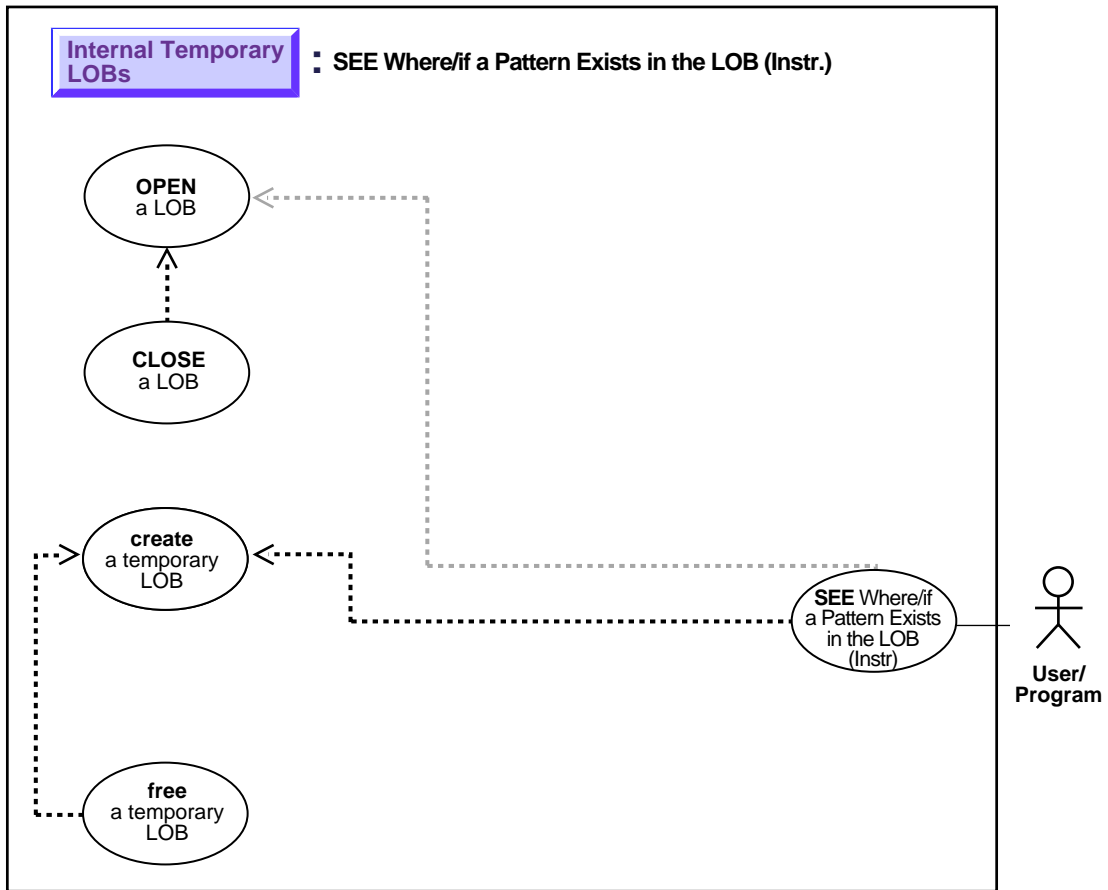 Internal Temporary
LOBs
: SEE Where/if a Pattern Exists in the LOB (Instr.)
OPEN
a LOB
CLOSE
a LOB
create
a temporary
LOB
SEE Where/if
a Pattern Exists
in the LOB
(Instr)
User/
Program
free
a temporary
LOB